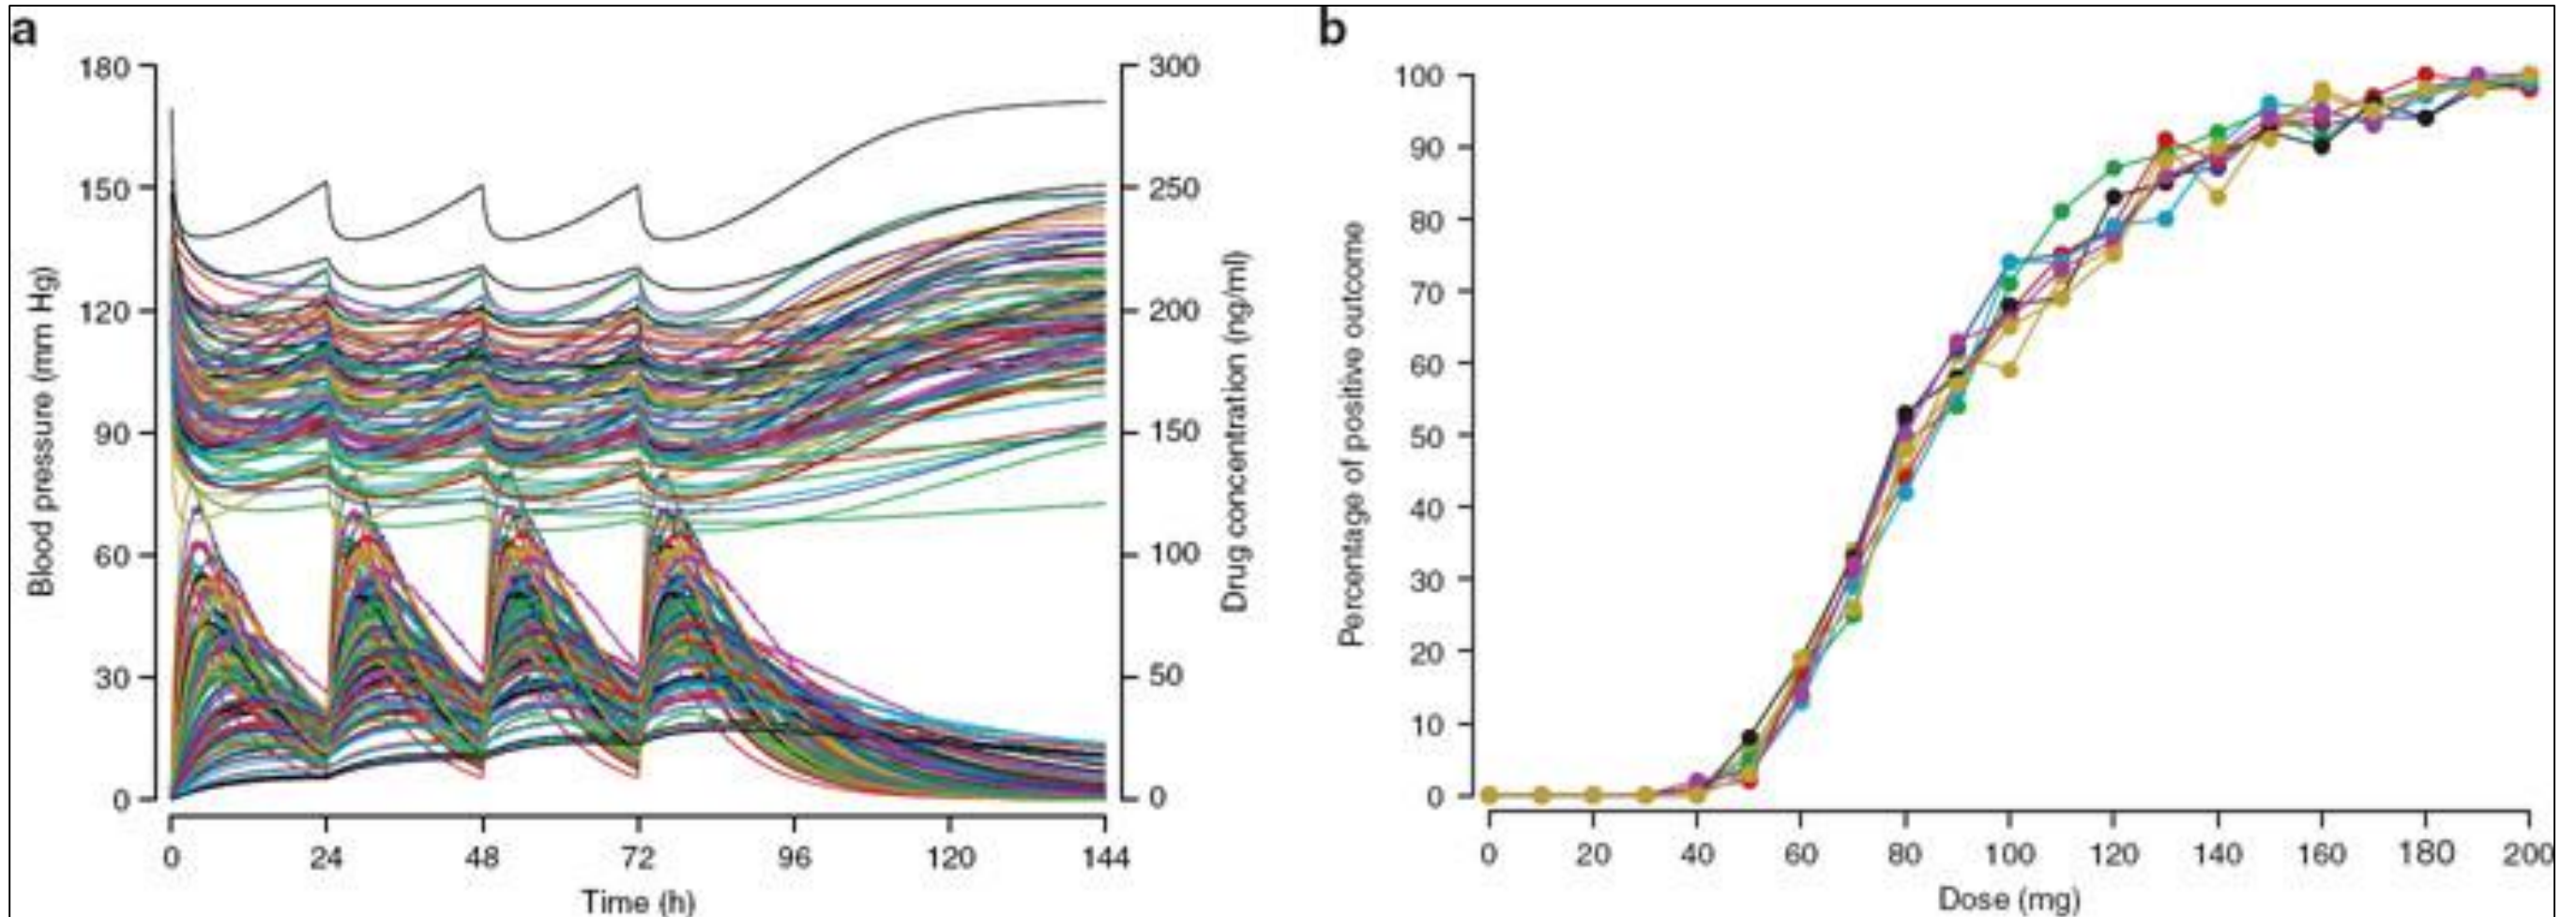 a
180
150
120
90
60
30
0
Blood pressure (mm Hg)
300
250
200
150
100
50
0
Drug concentration (ng/ml)
0 24 48 72 96 120 144
Time (h)
b
100
90
80
70
60
50
40
30
20
10
0
Percentage of positive outcome
0 20 40 60 80 100 120 140 160 180 200
Dose (mg)